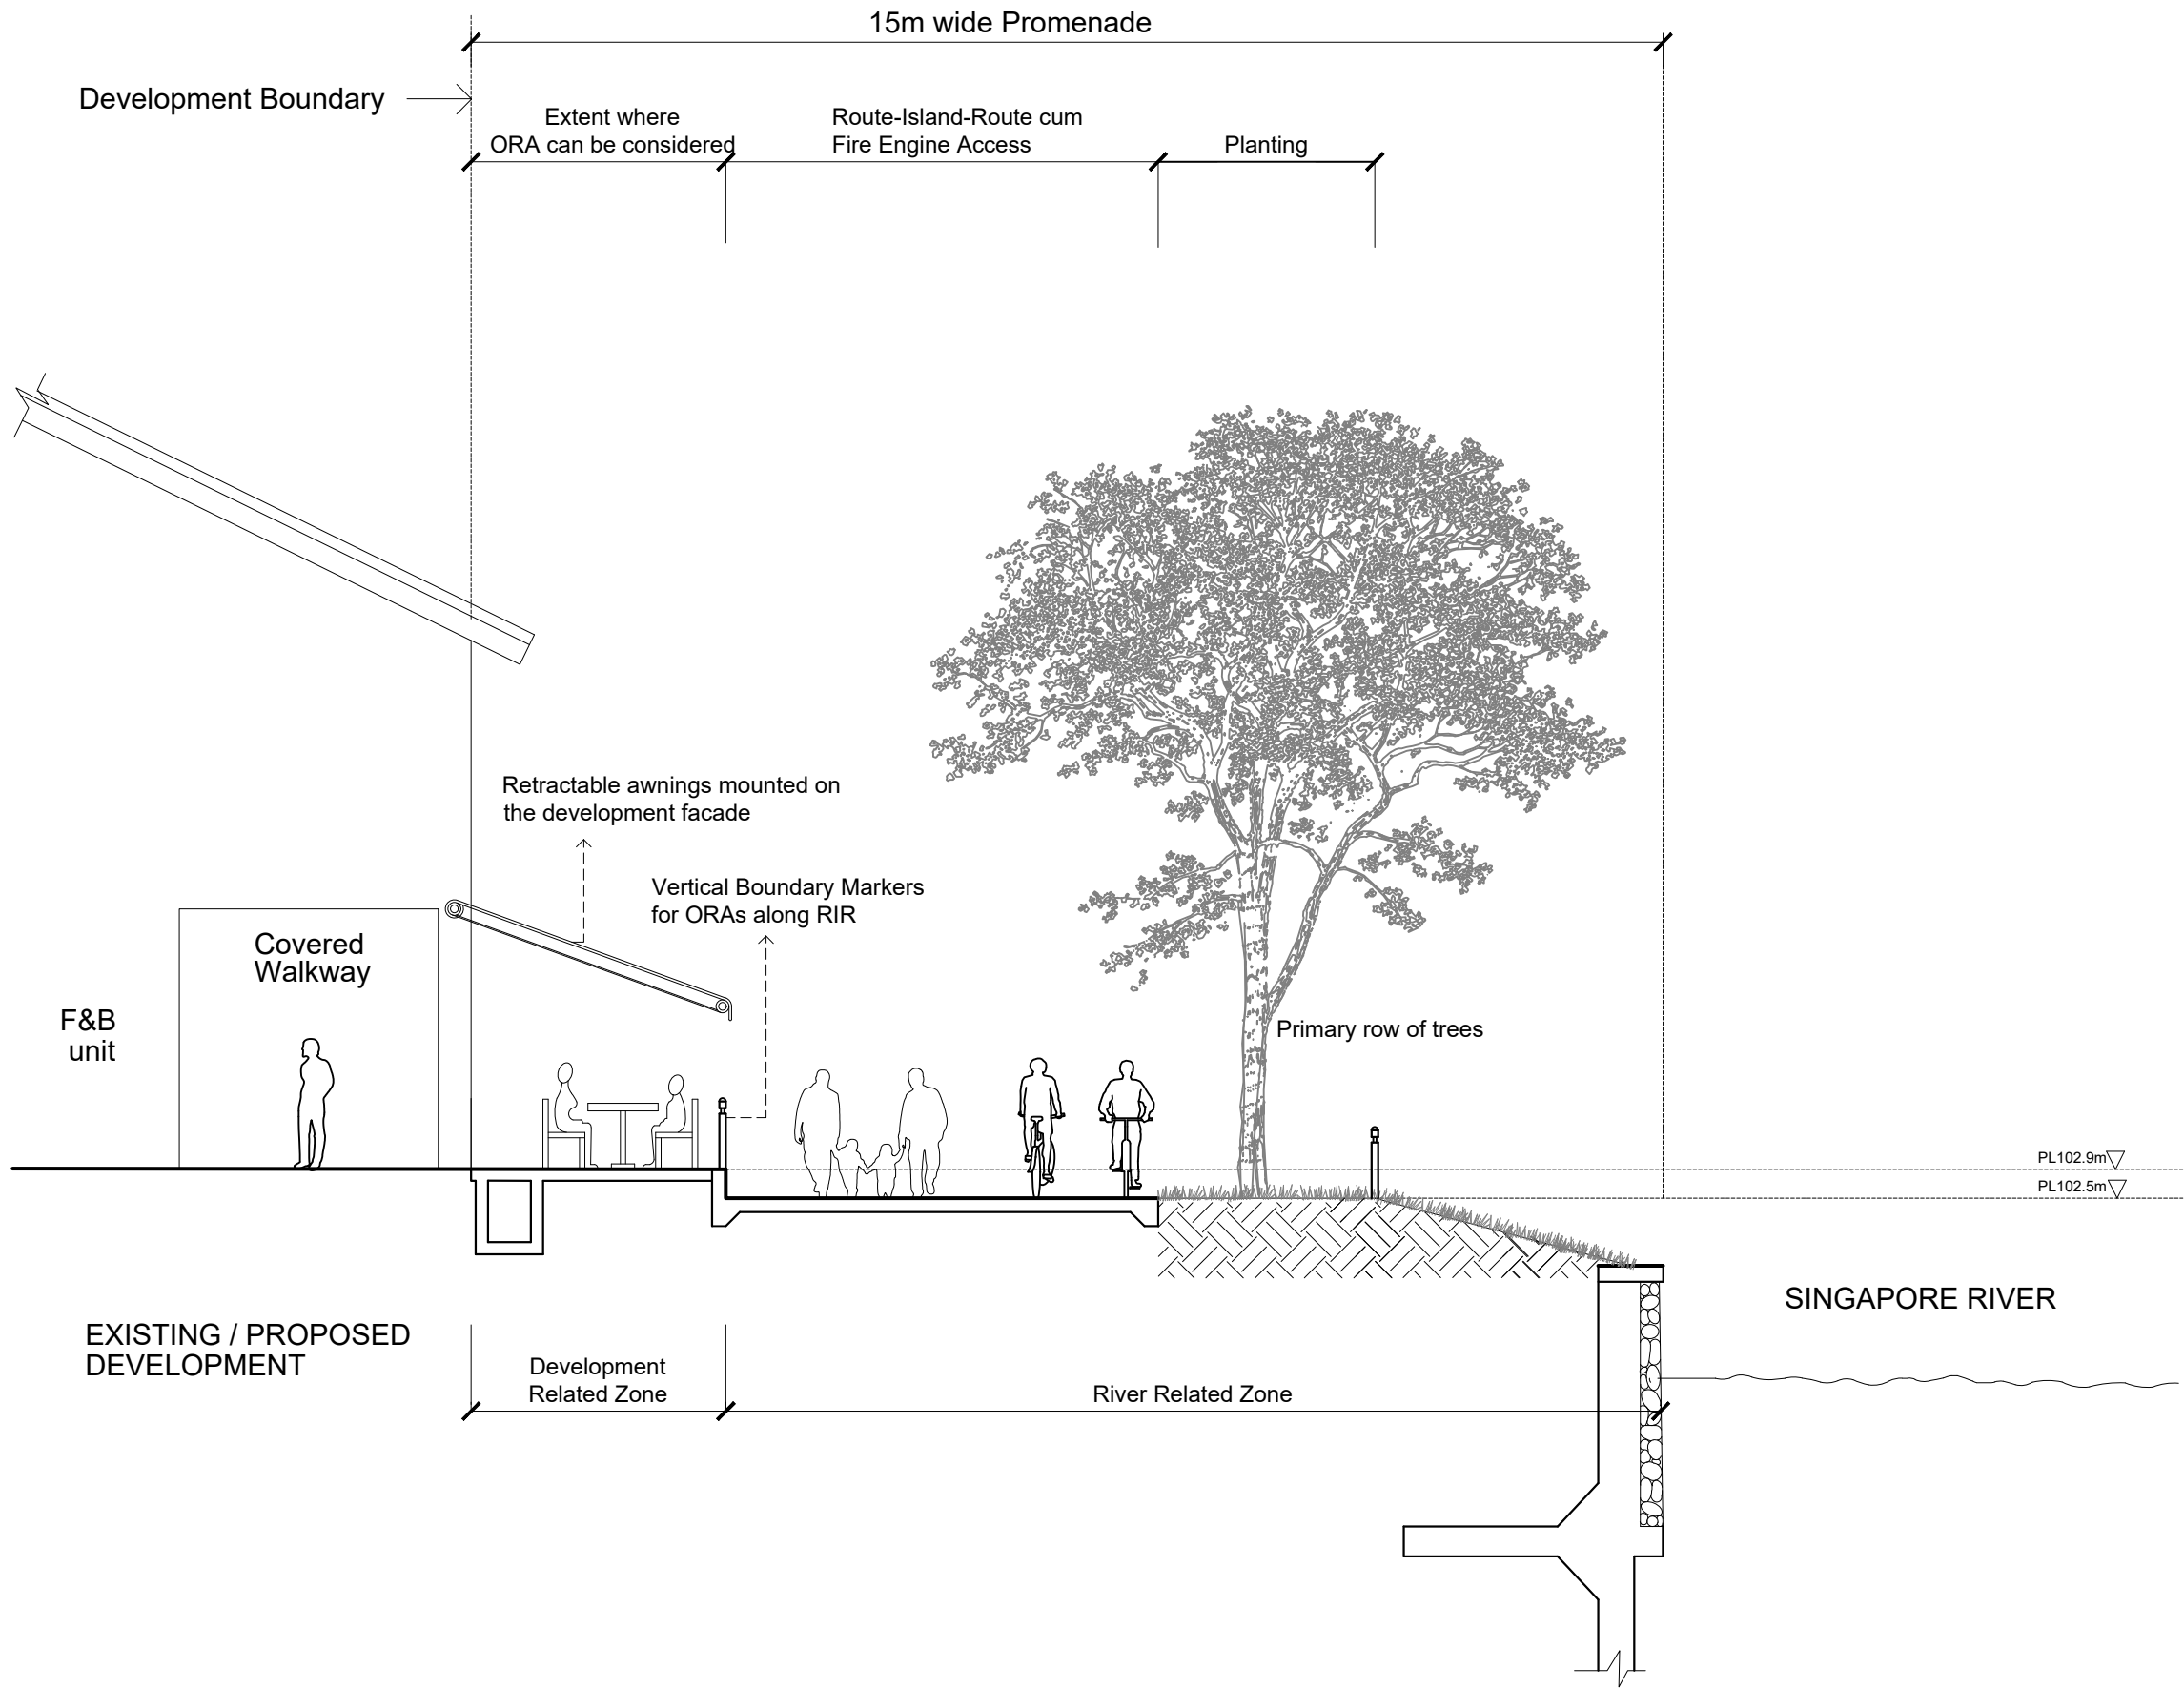 15m wide Promenade
Development Boundary
Extent where
ORA can be considered
Route-Island-Route cum
Fire Engine Access
Planting
Retractable awnings mounted on
the development facade
Vertical Boundary Markers
for ORAs along RIR
Covered
Walkway
F&B
unit
Primary row of trees
PL102.9m
PL102.5m
SINGAPORE RIVER
EXISTING / PROPOSED
DEVELOPMENT
Development
Related Zone
River Related Zone